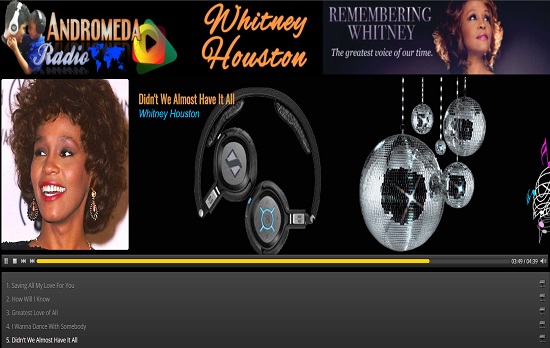 ANDROMEDA
Radio
Whitney
Houston
REMEMBERING
WHITNEY
The greatest voice of our time.
Didn't We Almost Have It All
Whitney Houston
03:49 / 04:39
1. Saving All My Love For You
2. How Will I Know
3. Greatest Love of All
4. I Wanna Dance With Somebody
5. Didn't We Almost Have It All